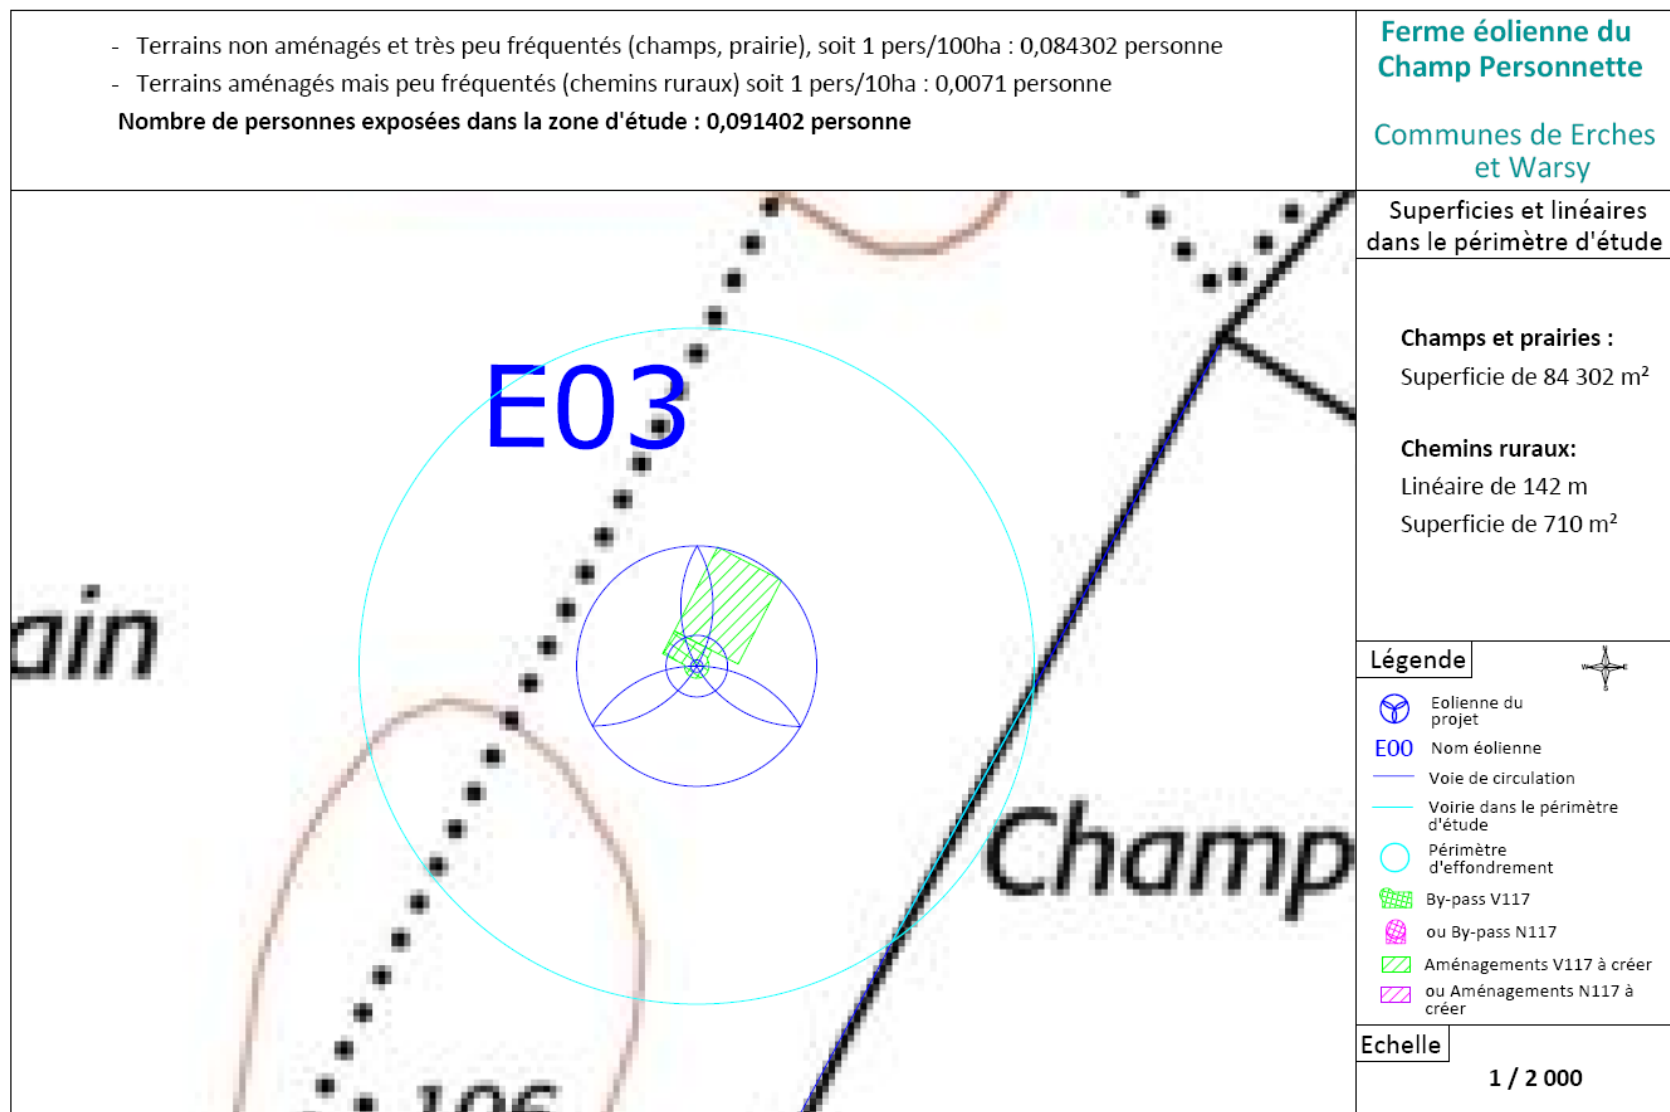 - Terrains non aménagés et très peu fréquentés (champs, prairie), soit 1 pers/100ha : 0,084302 personne
- Terrains aménagés mais peu fréquentés (chemins ruraux) soit 1 pers/10ha : 0,0071 personne
Nombre de personnes exposées dans la zone d'étude : 0,091402 personne
Ferme éolienne du
Champ Personnette
Communes de Erches
et Warsy
Superficies et linéaires
dans le périmètre d'étude
Champs et prairies :
Superficie de 84 302 m²
Chemins ruraux:
Linéaire de 142 m
Superficie de 710 m²
E03
ain
Champ
106
Légende
N
W E
S
Eolienne du
projet
E00 Nom éolienne
Voie de circulation
Voirie dans le périmètre
d'étude
Périmètre
d'effondrement
By-pass V117
ou By-pass N117
Aménagements V117 à créer
ou Aménagements N117 à
créer
Echelle
1 / 2 000